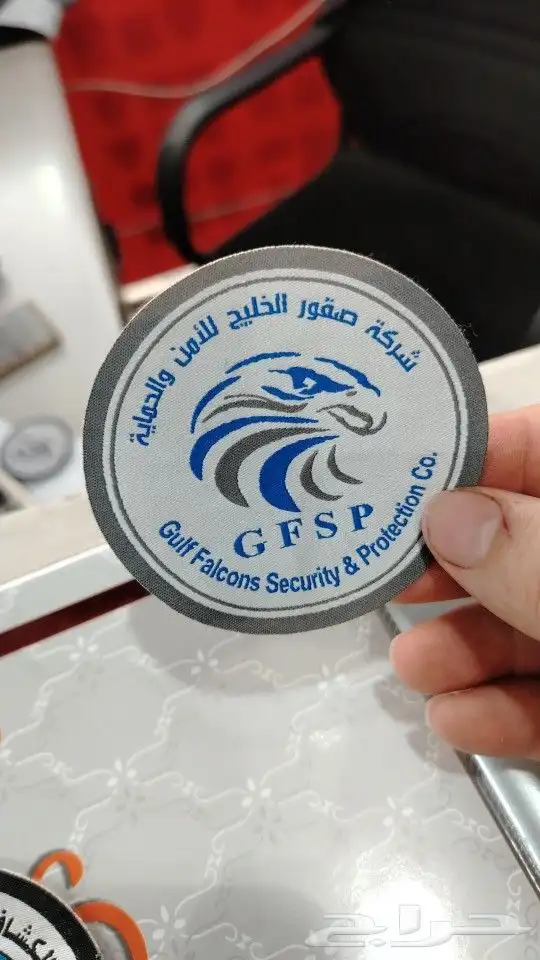 شركة صقور الخليج للأمن والحماية
GFSP
Gulf Falcons Security & Protection Co.
حراج